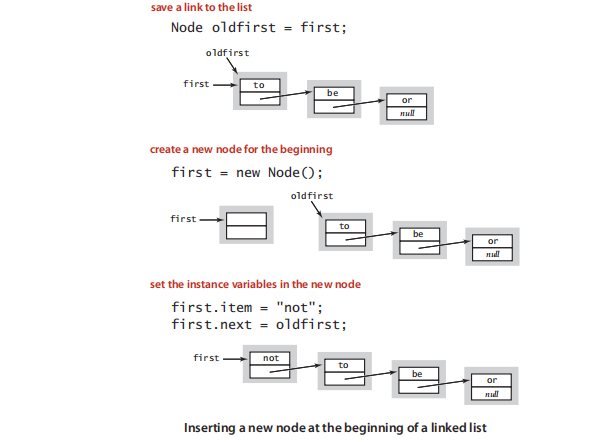 save a link to the list
Node oldfirst = first;
oldfirst
first
to
be
or
null
create a new node for the beginning
first = new Node();
oldfirst
first
to
be
or
null
set the instance variables in the new node
first.item = "not";
first.next = oldfirst;
first
not
to
be
or
null
Inserting a new node at the beginning of a linked list